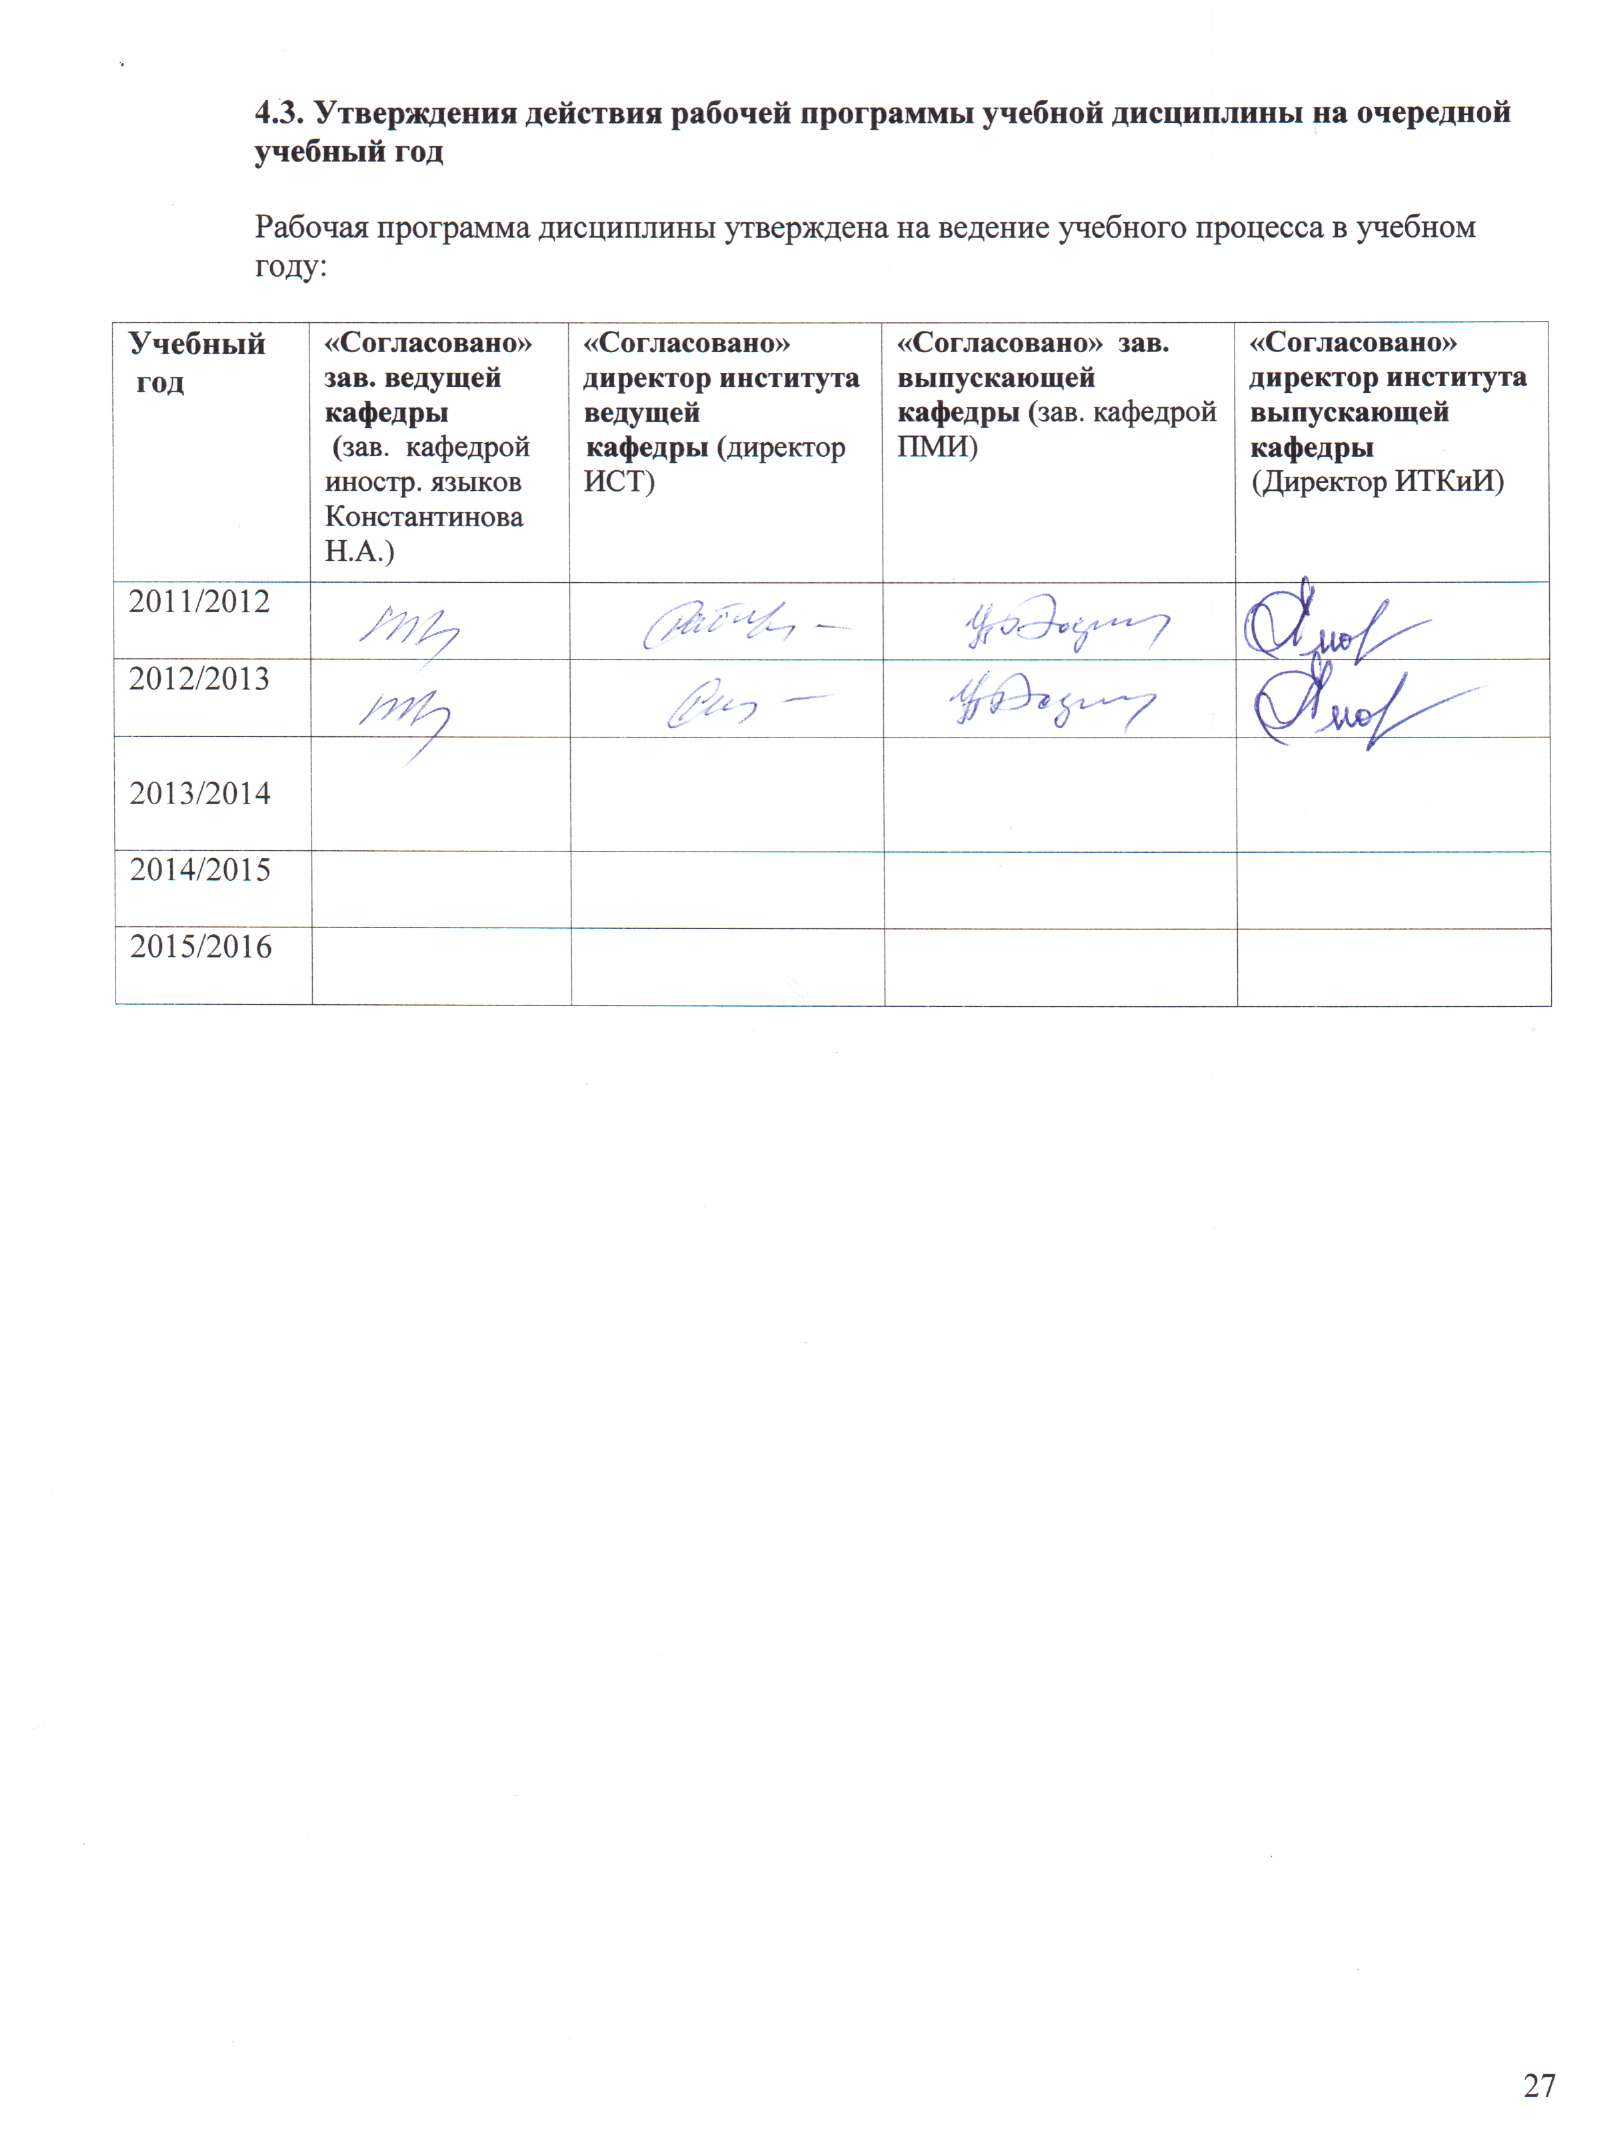 4.3. Утверждения действия рабочей программы учебной дисциплины на очередной
учебный год
Рабочая программа дисциплины утверждена на ведение учебного процесса в учебном
году:
Учебный
год
«Согласовано»
зав. ведущей
кафедры
(зав. кафедрой
иностр. языков
Константинова
Н.А.)
«Согласовано»
директор института
ведущей
кафедры (директор
ИСТ)
«Согласовано» зав.
выпускающей
кафедры (зав. кафедрой
ПМИ)
«Согласовано»
директор института
выпускающей
кафедры
(Директор ИТКиИ)
2011/2012
2012/2013
2013/2014
2014/2015
2015/2016
27